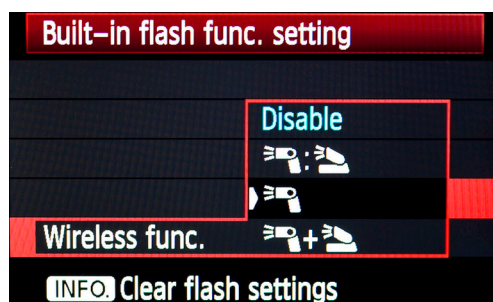 Built-in flash func. setting
Disable
:
Wireless func.
+
INFO. Clear flash settings